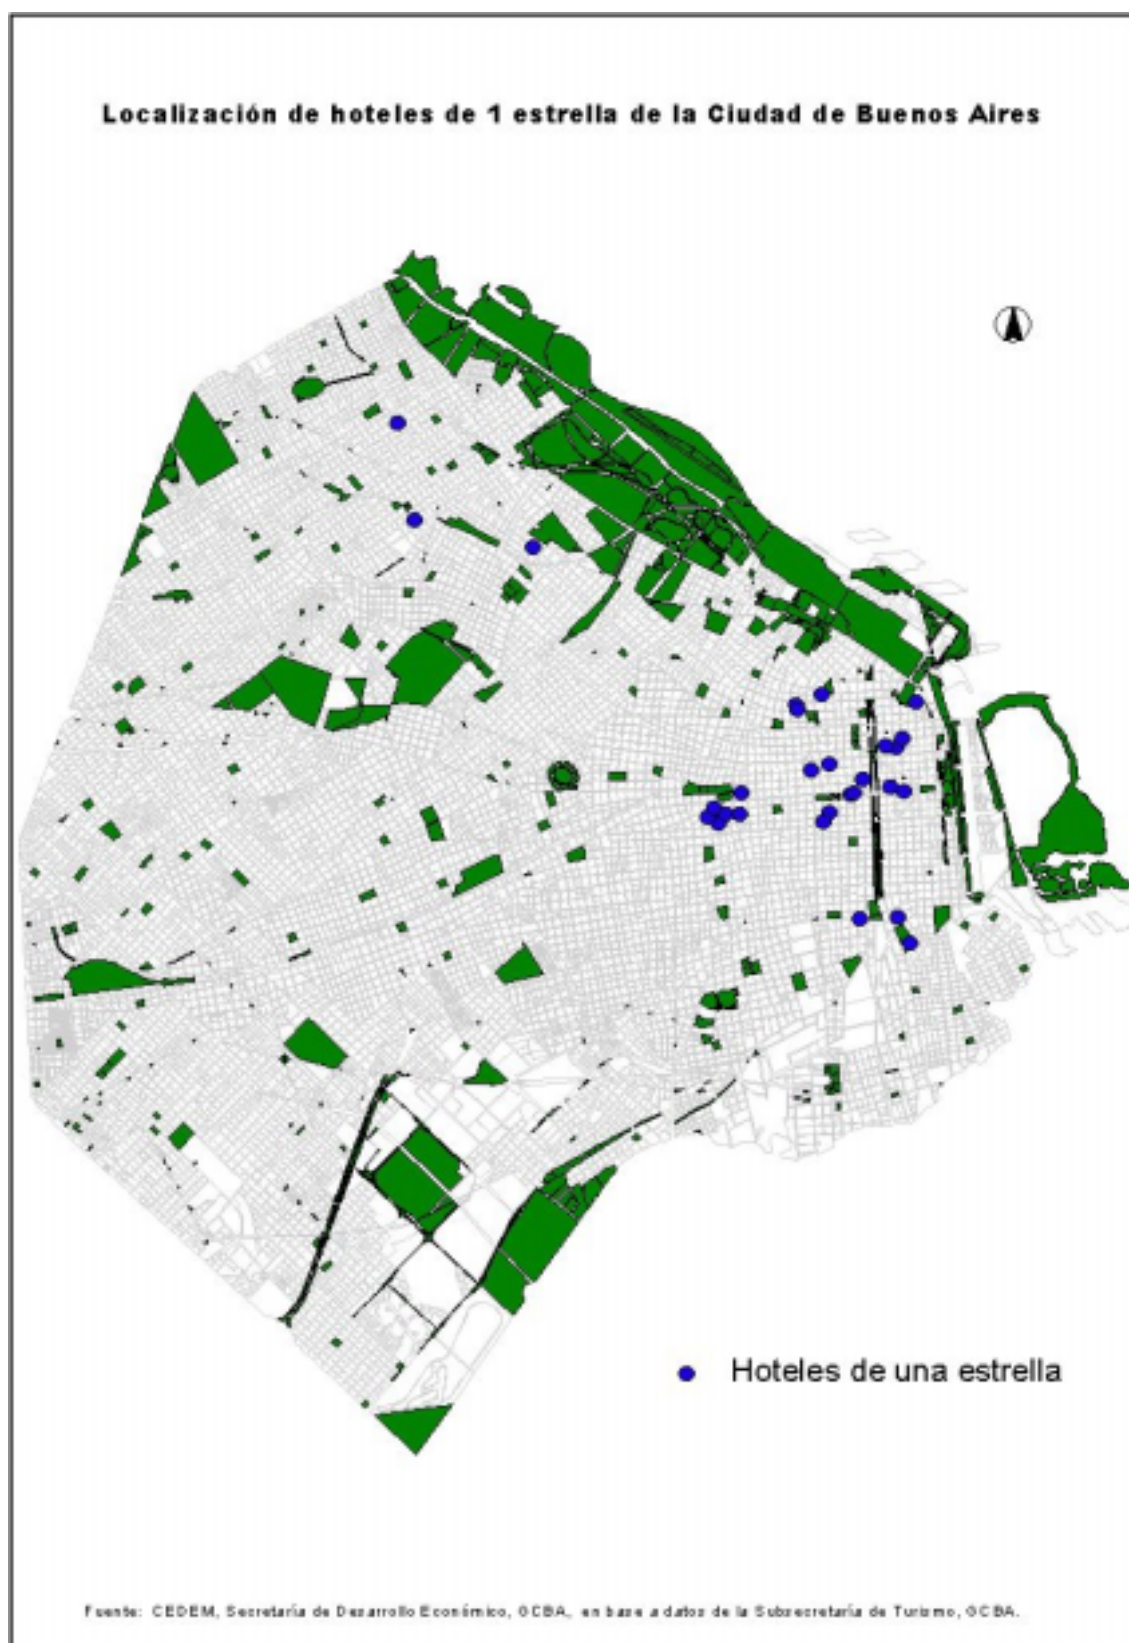 Localización de hoteles de 1 estrella de la Ciudad de Buenos Aires
Hoteles de una estrella
Fuente: CEDEM, Secretaría de Desarrollo Económico, GCBA, en base a datos de la Subsecretaría de Turismo, GCBA.